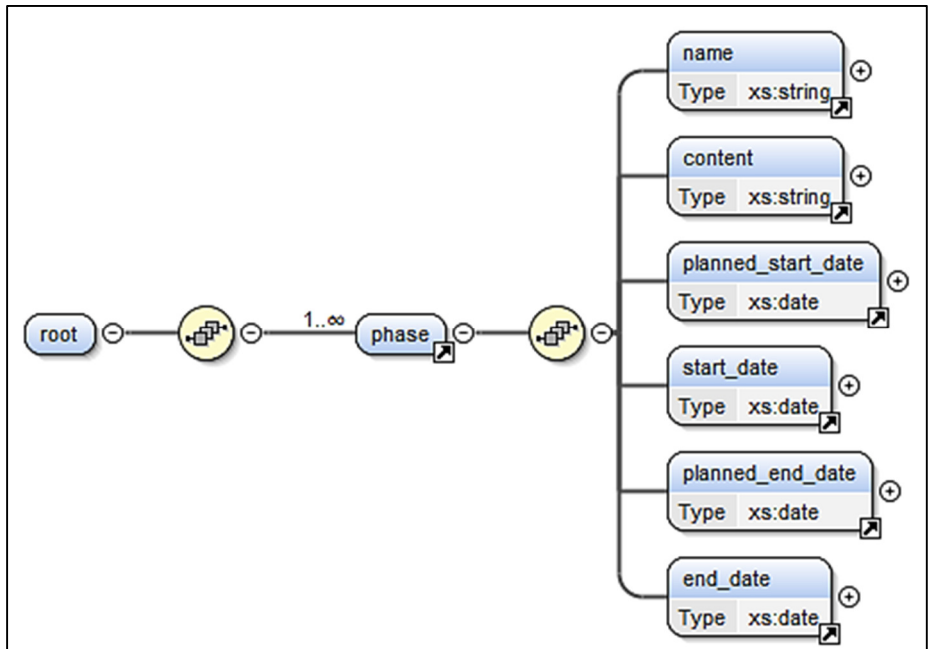 name
Type xs:string
content
Type xs:string
planned_start_date
Type xs:date
root
1..∞
phase
start_date
Type xs:date
planned_end_date
Type xs:date
end_date
Type xs:date